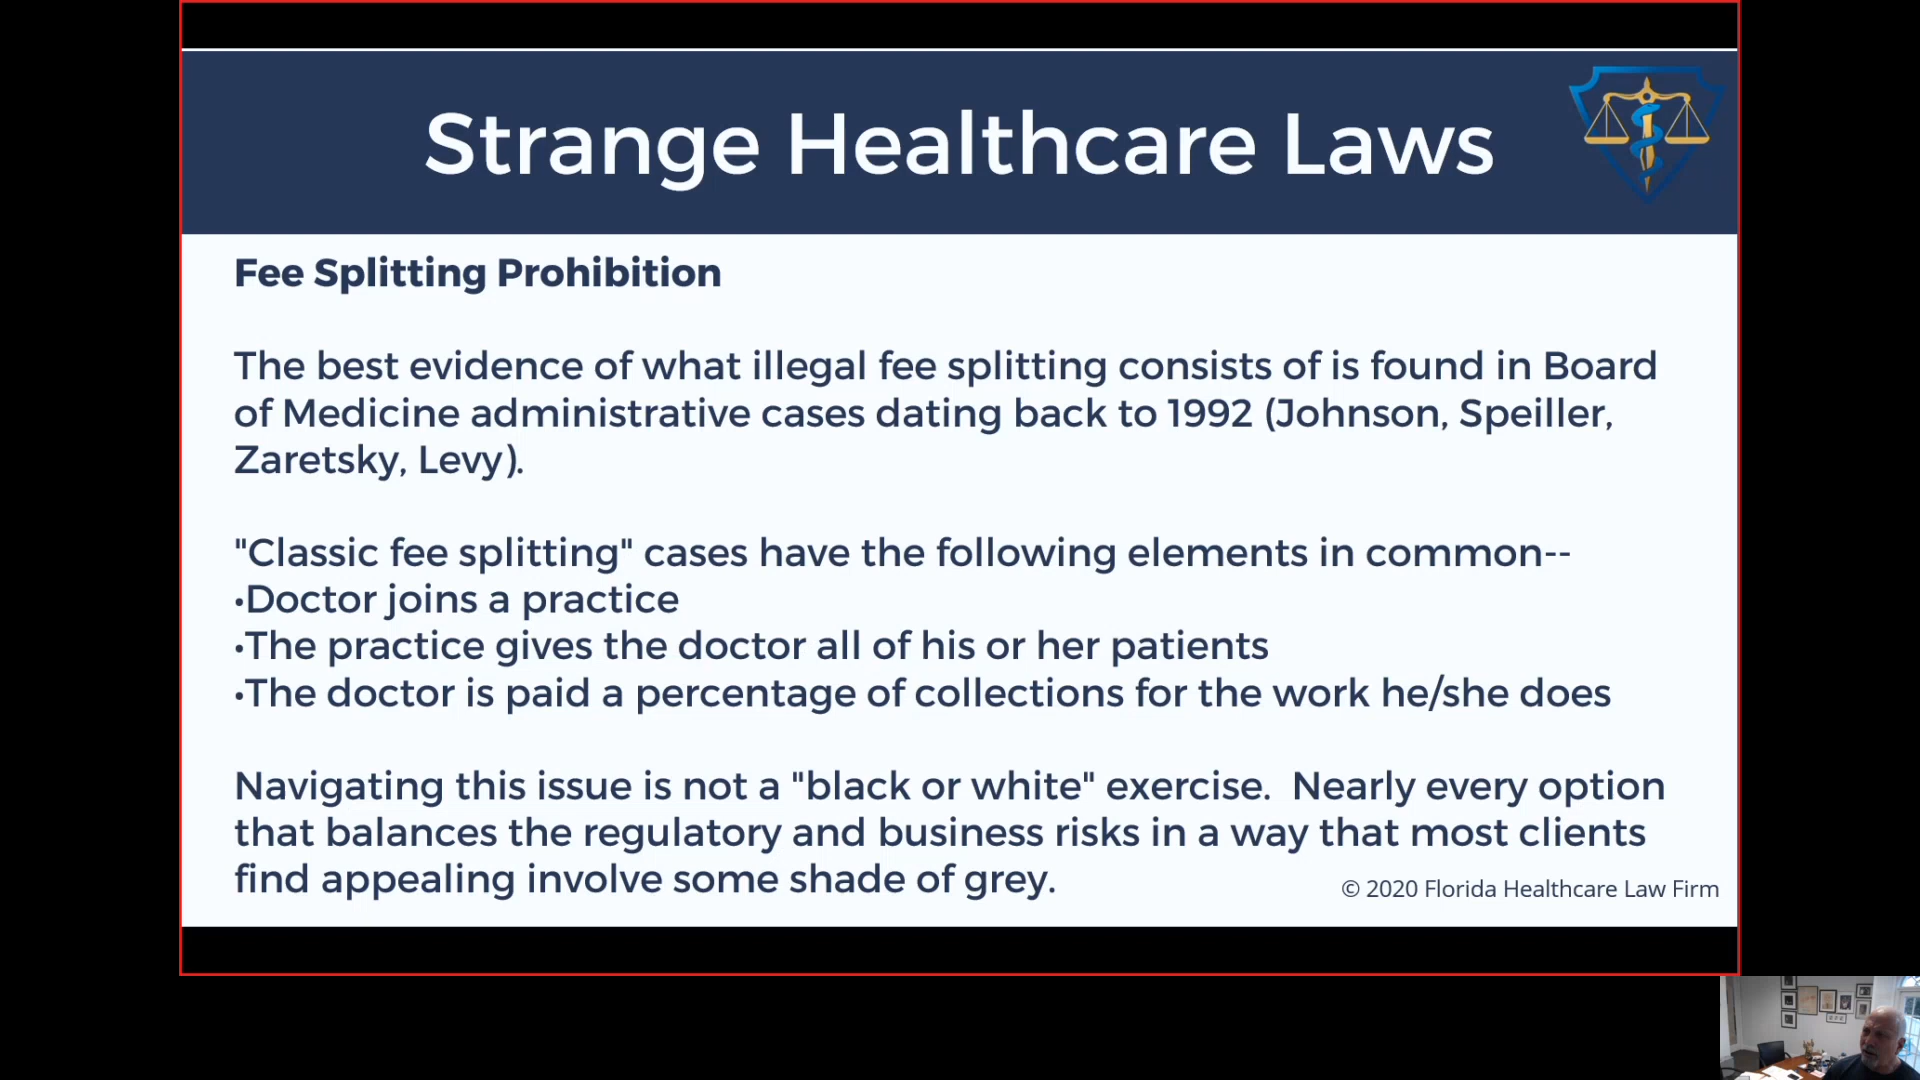 Strange Healthcare Laws
Fee Splitting Prohibition
The best evidence of what illegal fee splitting consists of is found in Board
of Medicine administrative cases dating back to 1992 (Johnson, Speiller,
Zaretsky, Levy).
"Classic fee splitting" cases have the following elements in common--
•Doctor joins a practice
•The practice gives the doctor all of his or her patients
•The doctor is paid a percentage of collections for the work he/she does
Navigating this issue is not a "black or white" exercise.  Nearly every option
that balances the regulatory and business risks in a way that most clients
find appealing involve some shade of grey.
© 2020 Florida Healthcare Law Firm